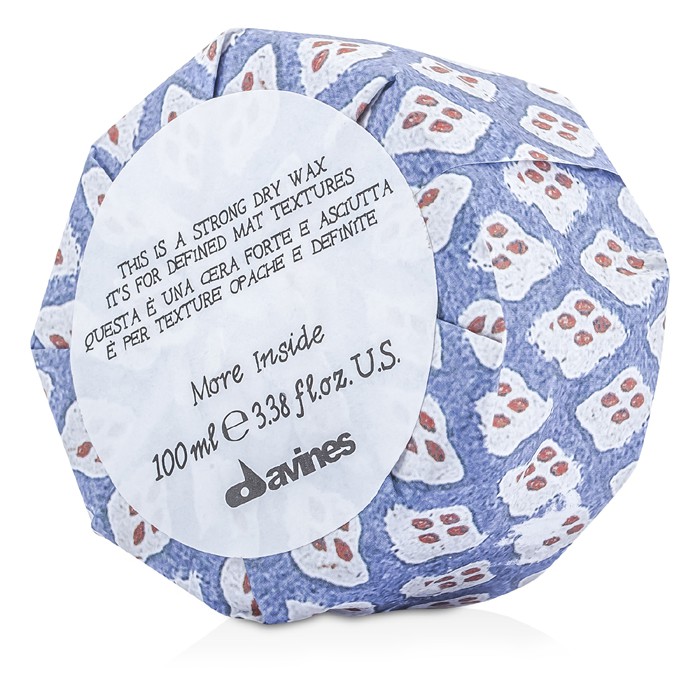 THIS IS A STRONG DRY WAX
IT'S FOR DEFINED MAT TEXTURES
QUESTA È UNA CERA FORTE E ASCIUTTA
È PER TEXTURE OPACHE E DEFINITE
More Inside
100 ml ℮ 3.38 fl.oz. U.S.
davines